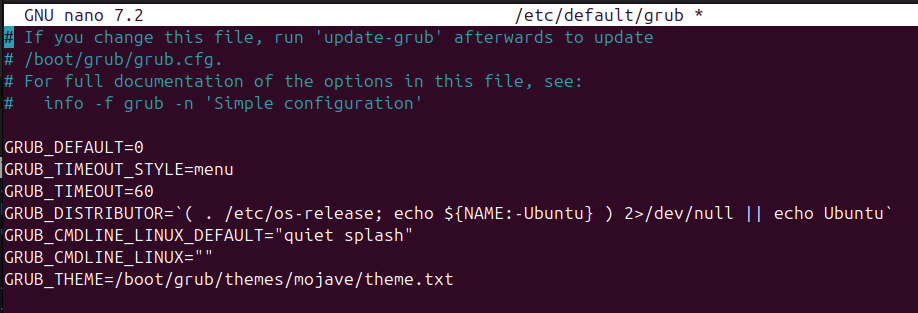 GNU nano 7.2 /etc/default/grub *
# If you change this file, run 'update-grub' afterwards to update
# /boot/grub/grub.cfg.
# For full documentation of the options in this file, see:
#   info -f grub -n 'Simple configuration'

GRUB_DEFAULT=0
GRUB_TIMEOUT_STYLE=menu
GRUB_TIMEOUT=60
GRUB_DISTRIBUTOR=`( . /etc/os-release; echo ${NAME:-Ubuntu} ) 2>/dev/null || echo Ubuntu`
GRUB_CMDLINE_LINUX_DEFAULT="quiet splash"
GRUB_CMDLINE_LINUX=""
GRUB_THEME=/boot/grub/themes/mojave/theme.txt